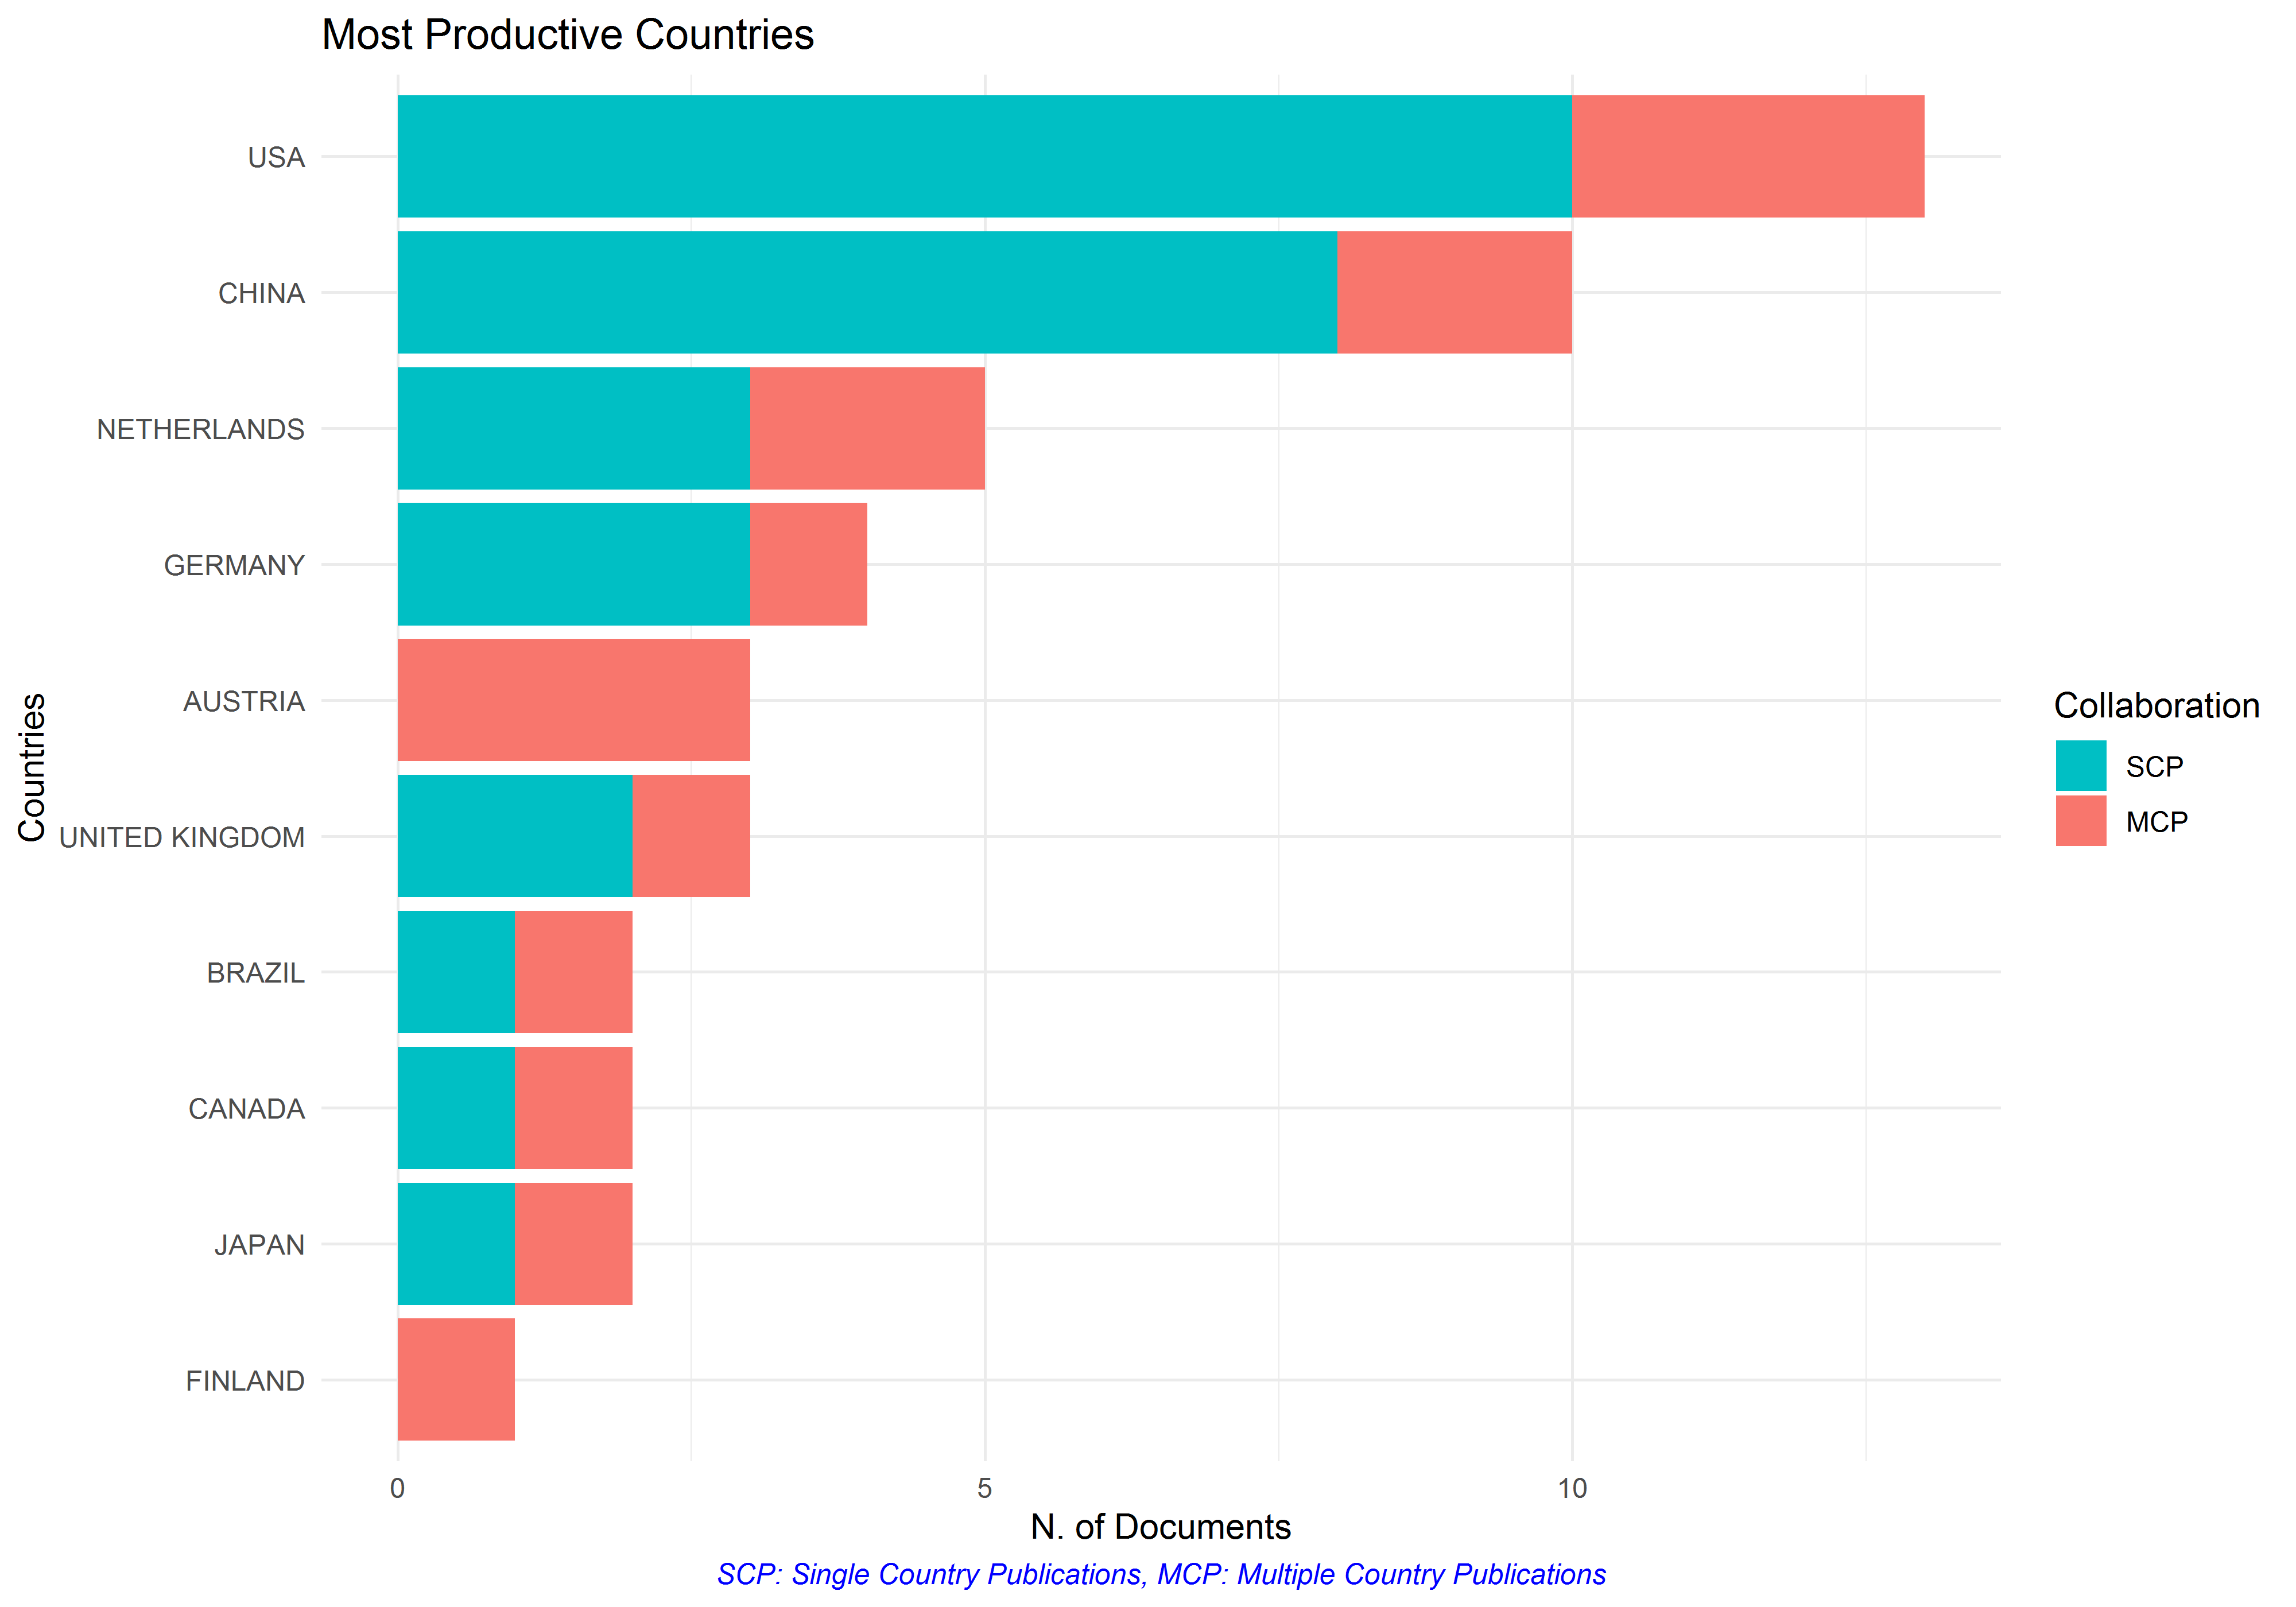 Most Productive Countries
USA
CHINA
NETHERLANDS
GERMANY
AUSTRIA
UNITED KINGDOM
BRAZIL
CANADA
JAPAN
FINLAND
Countries
0 5 10
N. of Documents
SCP: Single Country Publications, MCP: Multiple Country Publications
Collaboration
SCP
MCP